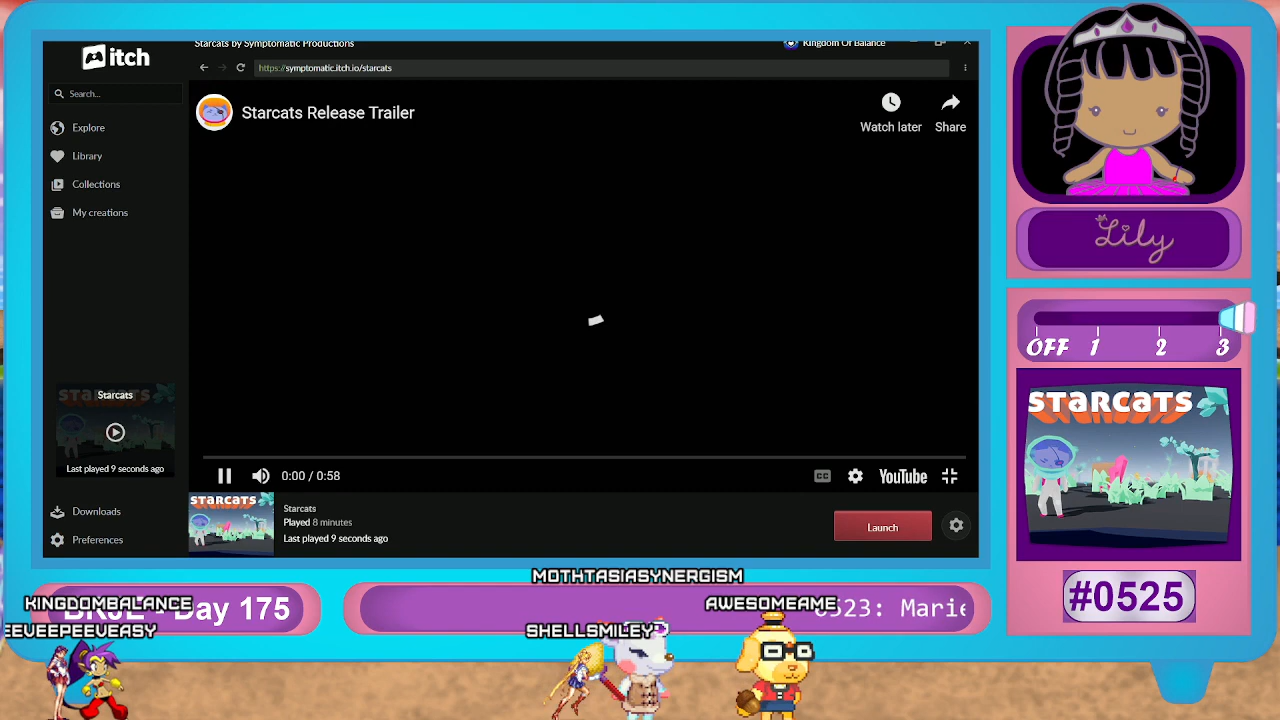 itch
Starcats by Symptomatic Productions
Kingdom Of Balance
https://symptomatic.itch.io/starcats
Search...
Explore
Library
Collections
My creations
Starcats Release Trailer
Watch later
Share
Lily
OFF 1 2 3
STARCATS
STARCATS
Starcats
Last played 9 seconds ago
0:00 / 0:58
CC
YouTube
Downloads
Preferences
STARCATS
Starcats
Played 8 minutes
Last played 9 seconds ago
Launch
#0525
Day 175
0523: Marie
MOTHTASIASYNERGISM
KINGDOMBALANCE
AWESOMEAME
EEVEEPEEVEASY
SHELLSMILEY